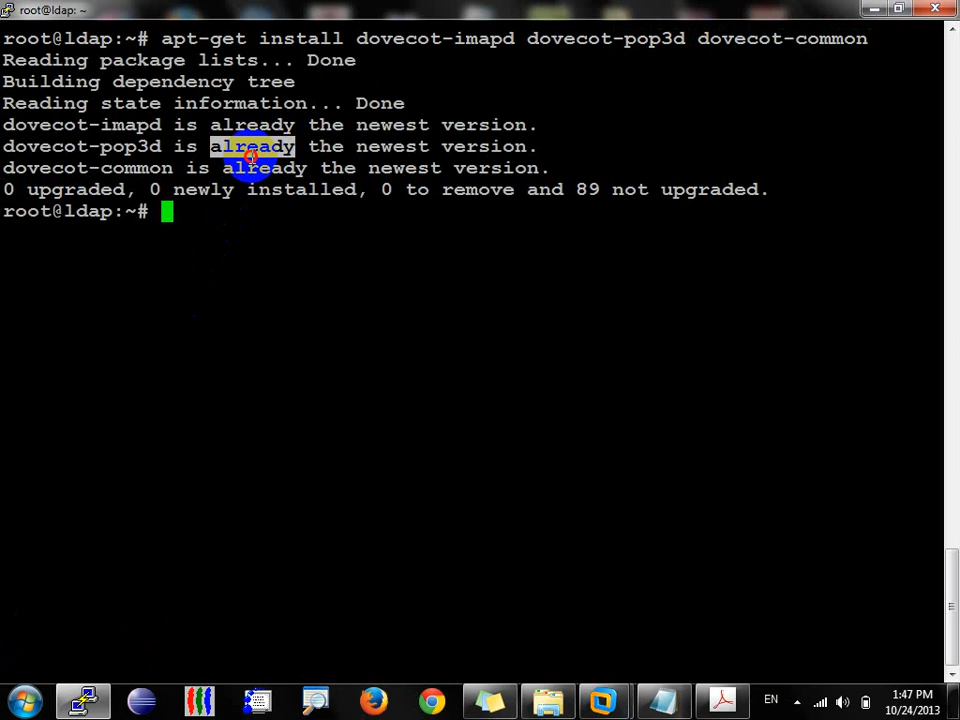 root@ldap: ~
root@ldap:~# apt-get install dovecot-imapd dovecot-pop3d dovecot-common
Reading package lists... Done
Building dependency tree
Reading state information... Done
dovecot-imapd is already the newest version.
dovecot-pop3d is already the newest version.
dovecot-common is already the newest version.
0 upgraded, 0 newly installed, 0 to remove and 89 not upgraded.
root@ldap:~#
EN
1:47 PM
10/24/2013